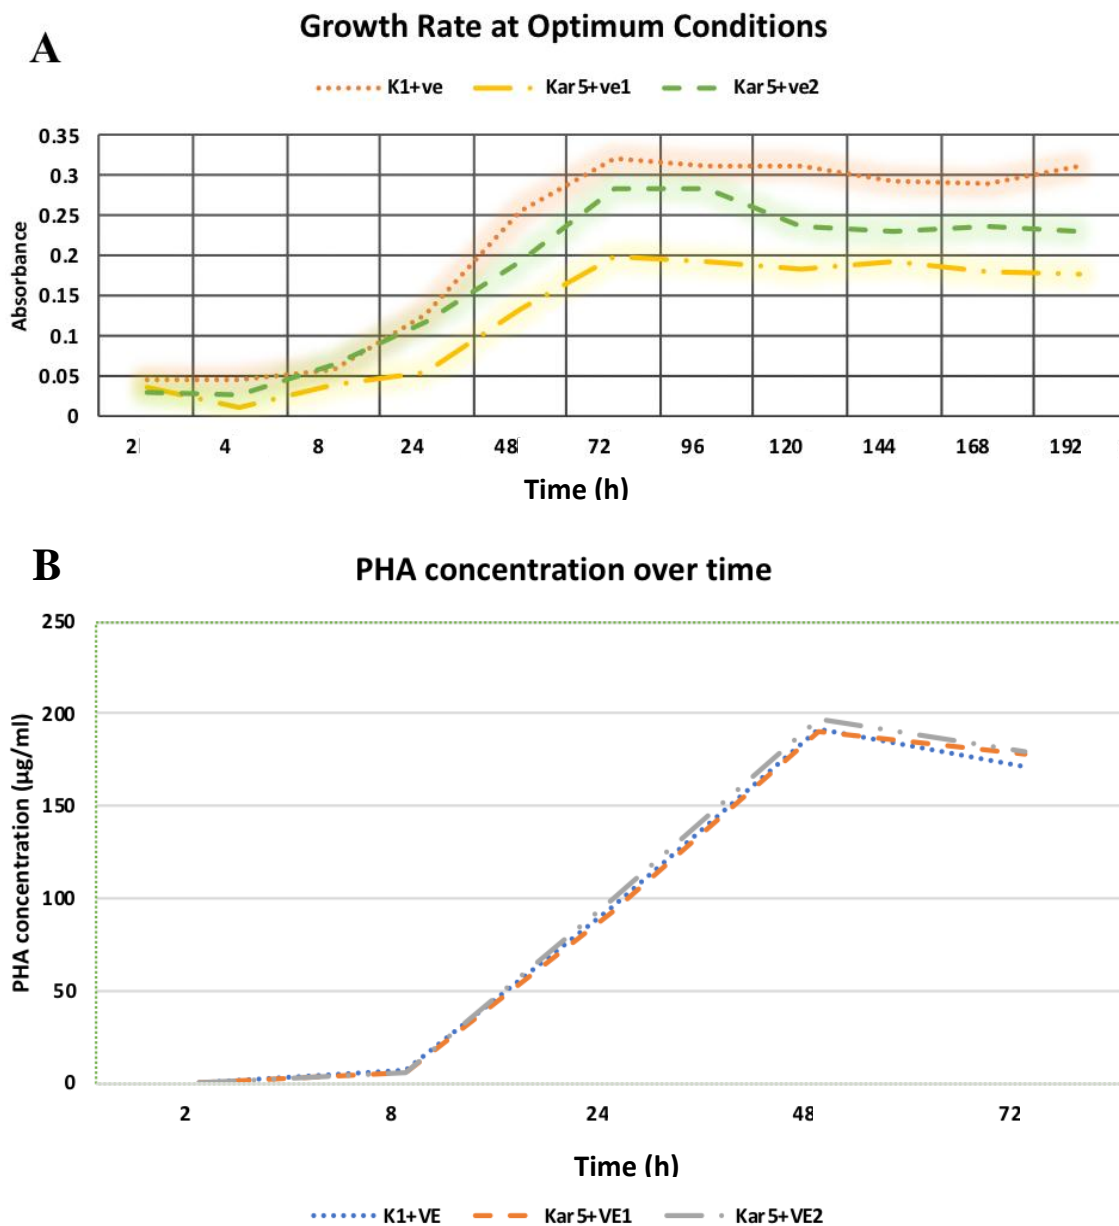 A
Growth Rate at Optimum Conditions
K1+ve Kar5+ve1 Kar5+ve2
0.35
0.3
0.25
0.2
0.15
0.1
0.05
0
Absorbance
2 4 8 24 48 72 96 120 144 168 192
Time (h)
B
PHA concentration over time
250
200
150
100
50
0
PHA concentration (µg/ml)
2 8 24 48 72
Time (h)
K1+VE Kar5+VE1 Kar5+VE2